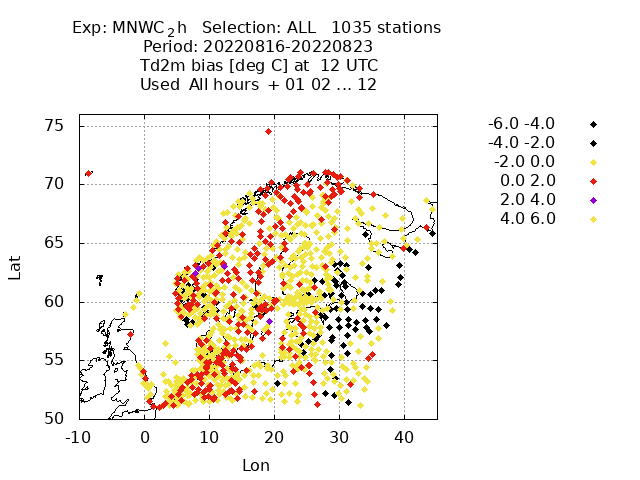 Exp: MNWC₂h Selection: ALL 1035 stations
Period: 20220816-20220823
Td2m bias [deg C] at 12 UTC
Used All hours + 01 02 ... 12
-6.0 -4.0
-4.0 -2.0
-2.0 0.0
0.0 2.0
2.0 4.0
4.0 6.0
75
70
65
60
55
50
Lat
-10 0 10 20 30 40
Lon